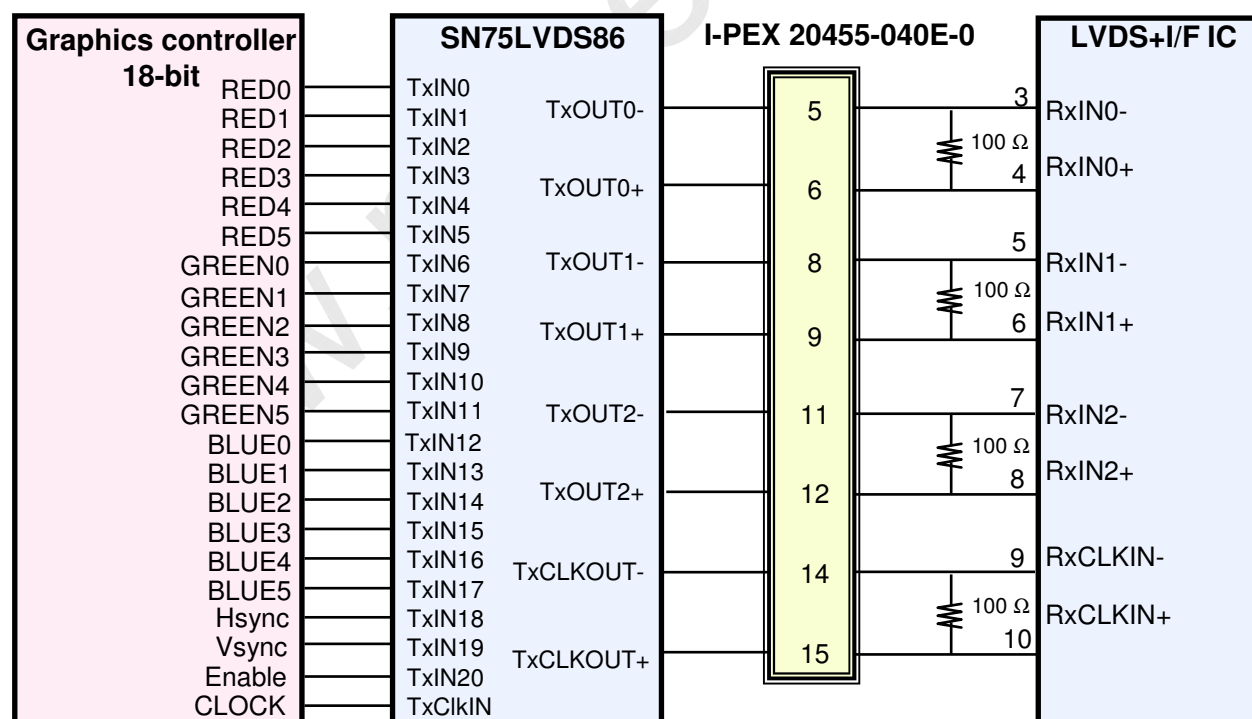 Graphics controller
18-bit
RED0
RED1
RED2
RED3
RED4
RED5
GREEN0
GREEN1
GREEN2
GREEN3
GREEN4
GREEN5
BLUE0
BLUE1
BLUE2
BLUE3
BLUE4
BLUE5
Hsync
Vsync
Enable
CLOCK
SN75LVDS86
TxIN0
TxIN1
TxIN2
TxIN3
TxIN4
TxIN5
TxIN6
TxIN7
TxIN8
TxIN9
TxIN10
TxIN11
TxIN12
TxIN13
TxIN14
TxIN15
TxIN16
TxIN17
TxIN18
TxIN19
TxIN20
TxClkIN
TxOUT0-
TxOUT0+
TxOUT1-
TxOUT1+
TxOUT2-
TxOUT2+
TxCLKOUT-
TxCLKOUT+
I-PEX 20455-040E-0
5
6
8
9
11
12
14
15
3
100 Ω
4
5
100 Ω
6
7
100 Ω
8
9
100 Ω
10
LVDS+I/F IC
RxIN0-
RxIN0+
RxIN1-
RxIN1+
RxIN2-
RxIN2+
RxCLKIN-
RxCLKIN+